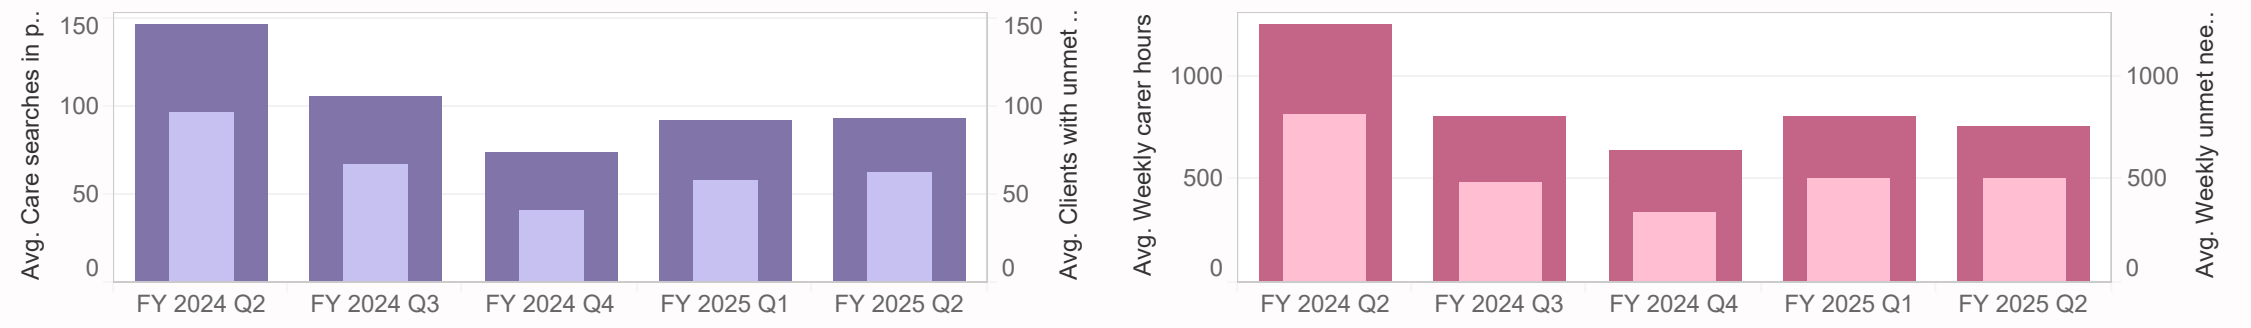 Avg. Care searches in p..
150
100
50
0
150
100
50
0
Avg. Clients with unmet ..
FY 2024 Q2
FY 2024 Q3
FY 2024 Q4
FY 2025 Q1
FY 2025 Q2
Avg. Weekly carer hours
1000
500
0
1000
500
0
Avg. Weekly unmet nee..
FY 2024 Q2
FY 2024 Q3
FY 2024 Q4
FY 2025 Q1
FY 2025 Q2